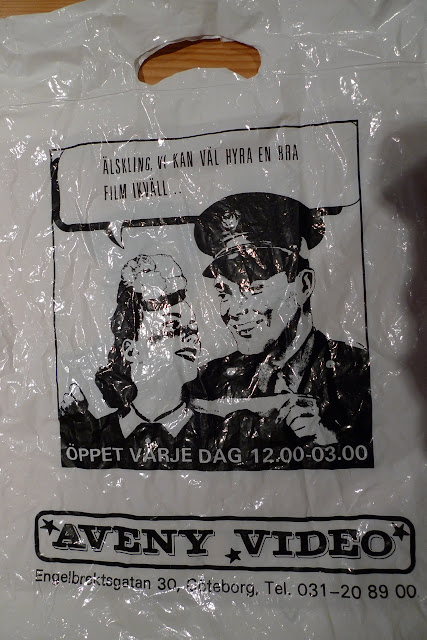 ÄLSKLING, VI KAN VÄL HYRA EN BRA
FILM IKVÄLL...
ÖPPET VARJE DAG 12.00-03.00
AVENY VIDEO
Engelbrektsgatan 30, Göteborg, Tel. 031-20 89 00